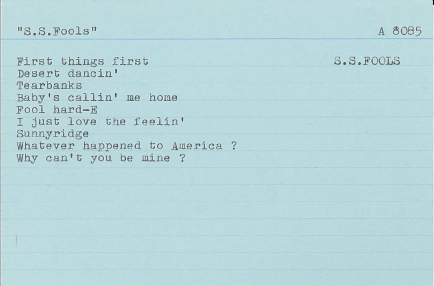 "S.S.Fools" A 8085
First things first S.S.FOOLS
Desert dancin'
Tearbanks
Baby's callin' me home
Fool hard-E
I just love the feelin'
Sunnyridge
Whatever happened to America ?
Why can't you be mine ?